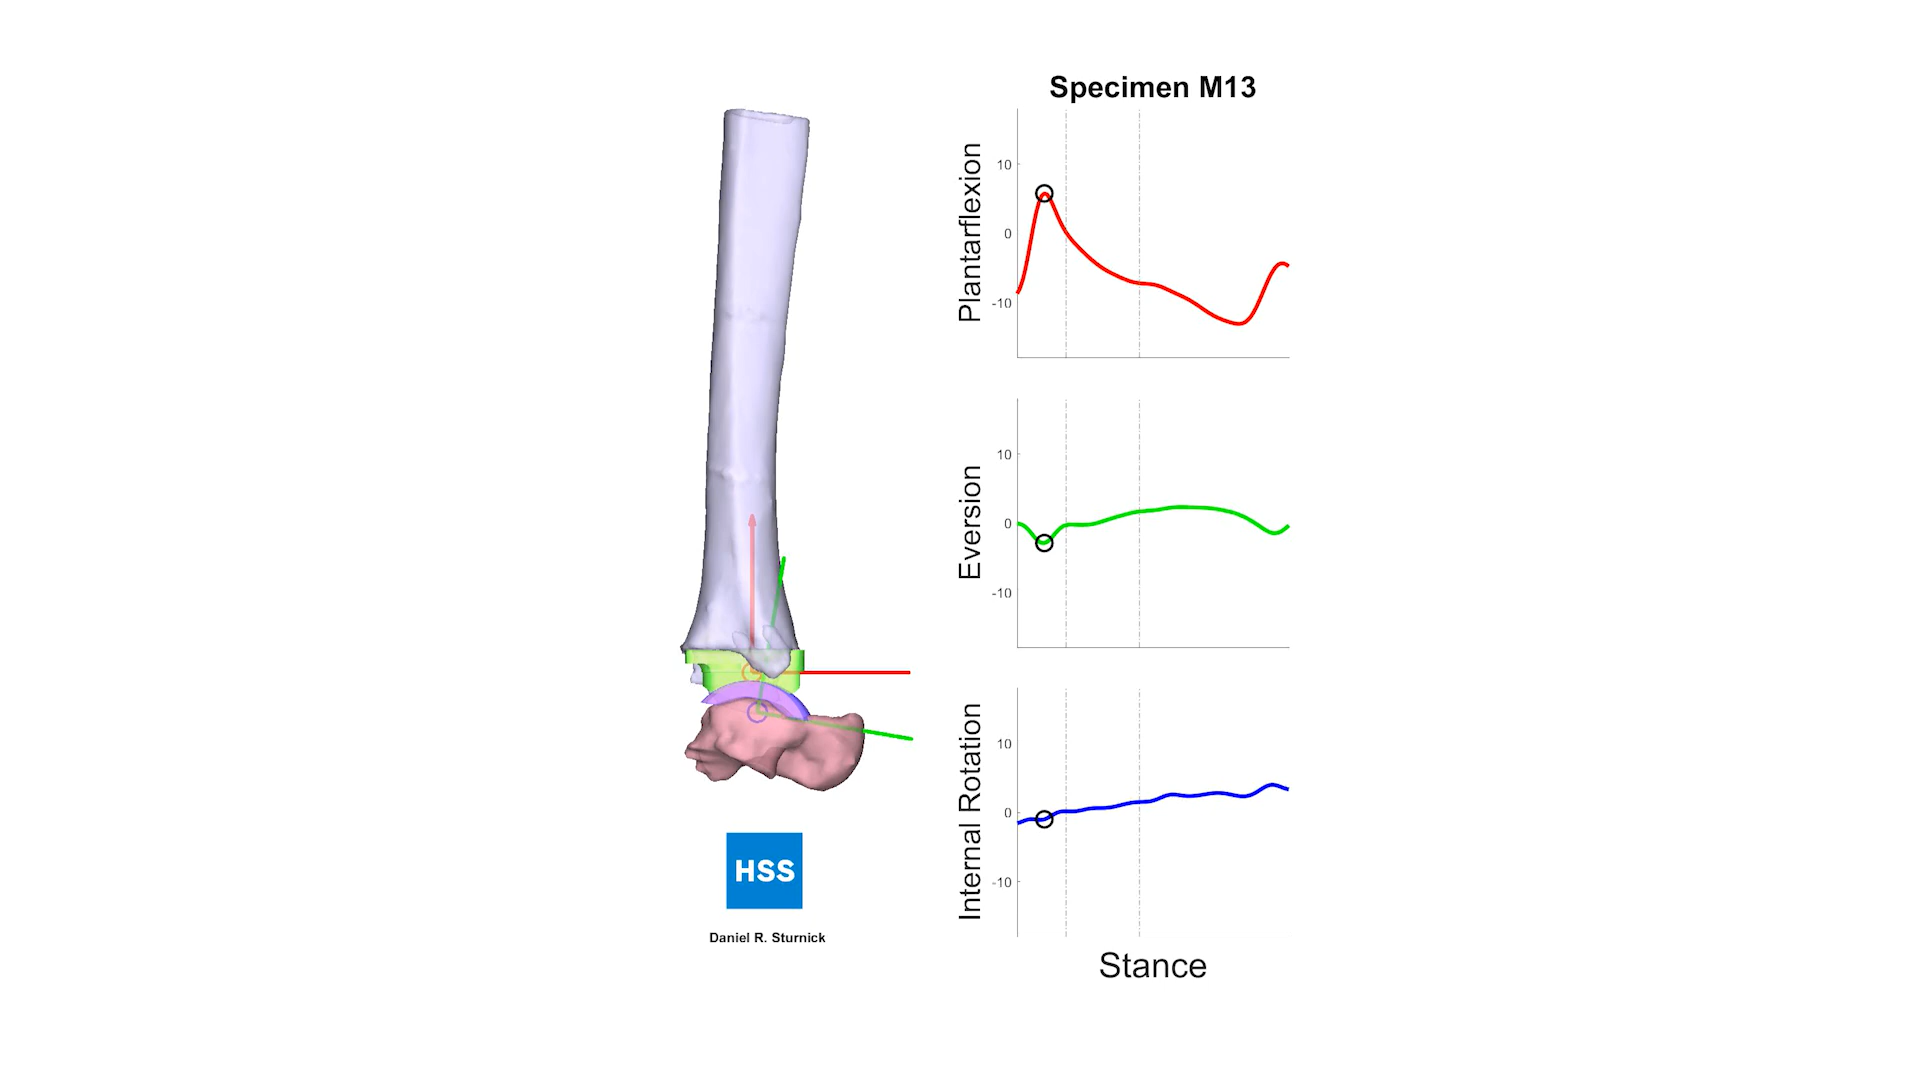 Specimen M13
Plantarflexion
10
0
-10
Eversion
10
0
-10
Internal Rotation
10
0
-10
Stance
HSS
Daniel R. Sturnick